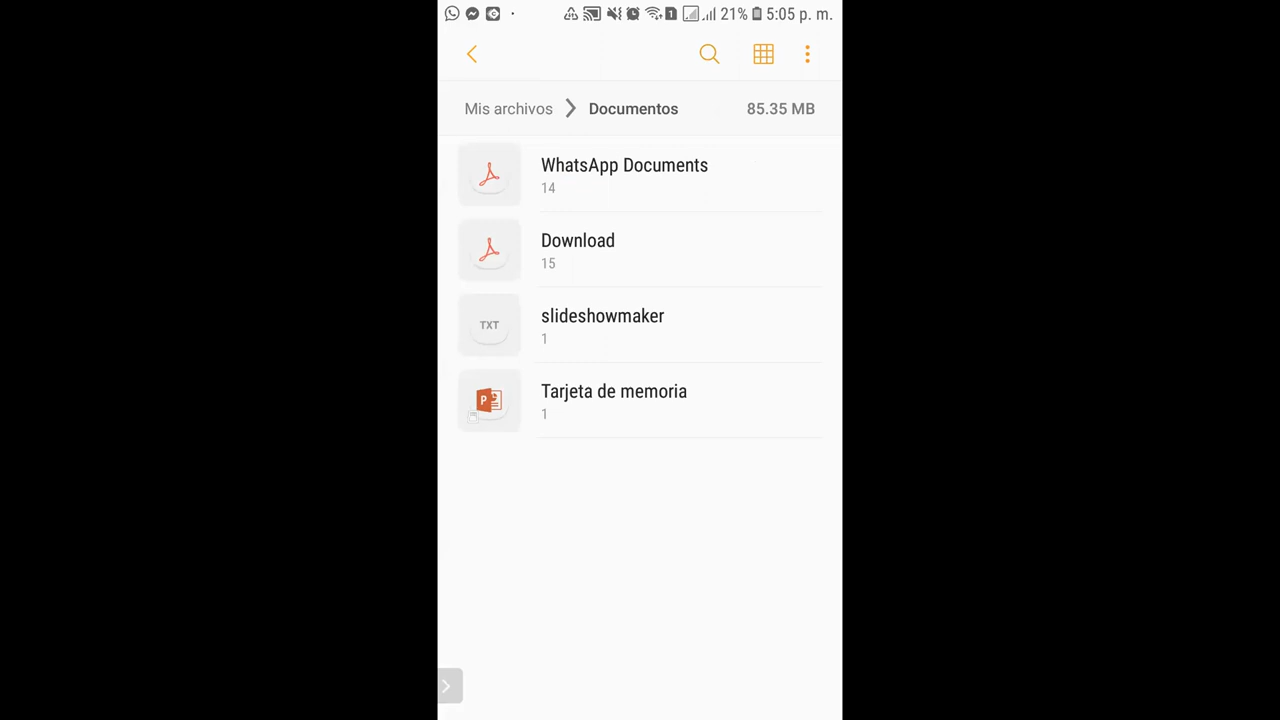 1 21% 5:05 p. m.
Mis archivos Documentos 85.35 MB
WhatsApp Documents
14
Download
15
TXT
slideshowmaker
1
P
Tarjeta de memoria
1